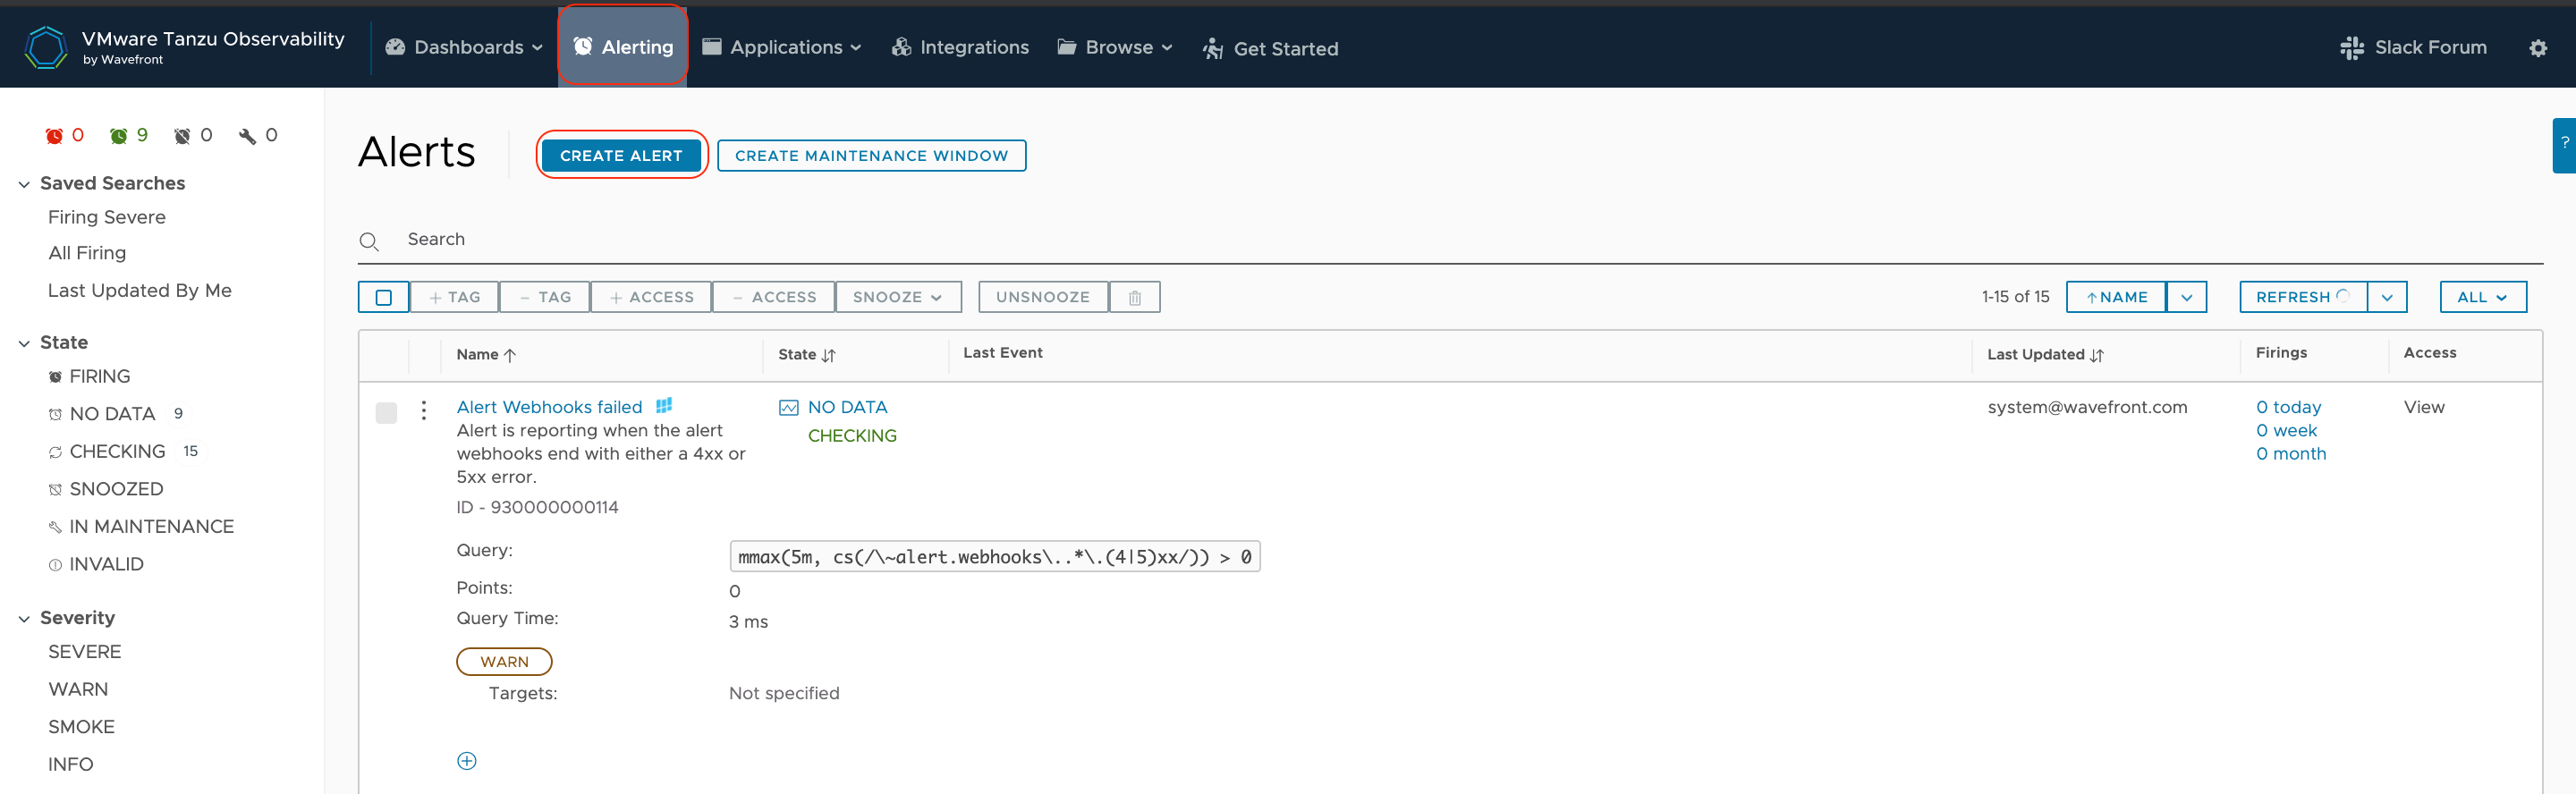 VMware Tanzu Observability
by Wavefront
Dashboards
Alerting
Applications
Integrations
Browse
Get Started
Slack Forum
0 9 0 0
Saved Searches
Firing Severe
All Firing
Last Updated By Me
State
FIRING
NO DATA 9
CHECKING 15
SNOOZED
IN MAINTENANCE
INVALID
Severity
SEVERE
WARN
SMOKE
INFO
Alerts
CREATE ALERT
CREATE MAINTENANCE WINDOW
?
Search
+ TAG
- TAG
+ ACCESS
- ACCESS
SNOOZE
UNSNOOZE
1-15 of 15
↑ NAME
REFRESH
ALL
Name ↑ State Last Event Last Updated Firings Access
Alert Webhooks failed
Alert is reporting when the alert
webhooks end with either a 4xx or
5xx error.
ID - 930000000114
NO DATA
CHECKING
system@wavefront.com
0 today
0 week
0 month
View
Query: mmax(5m, cs(/\~alert.webhooks\..*\.(4|5)xx/)) > 0
Points: 0
Query Time: 3 ms
WARN
Targets: Not specified